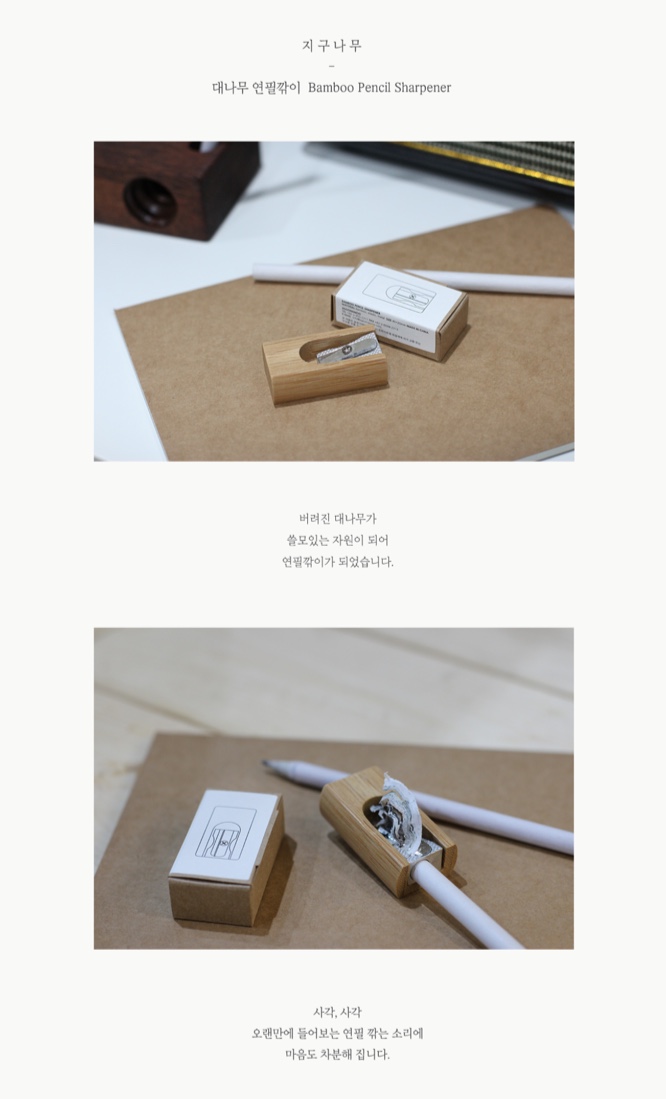 지구나무
–
대나무 연필깎이 Bamboo Pencil Sharpener
버려진 대나무가
쓸모있는 자원이 되어
연필깎이가 되었습니다.
사각, 사각
오랜만에 들어보는 연필 깎는 소리에
마음도 차분해 집니다.